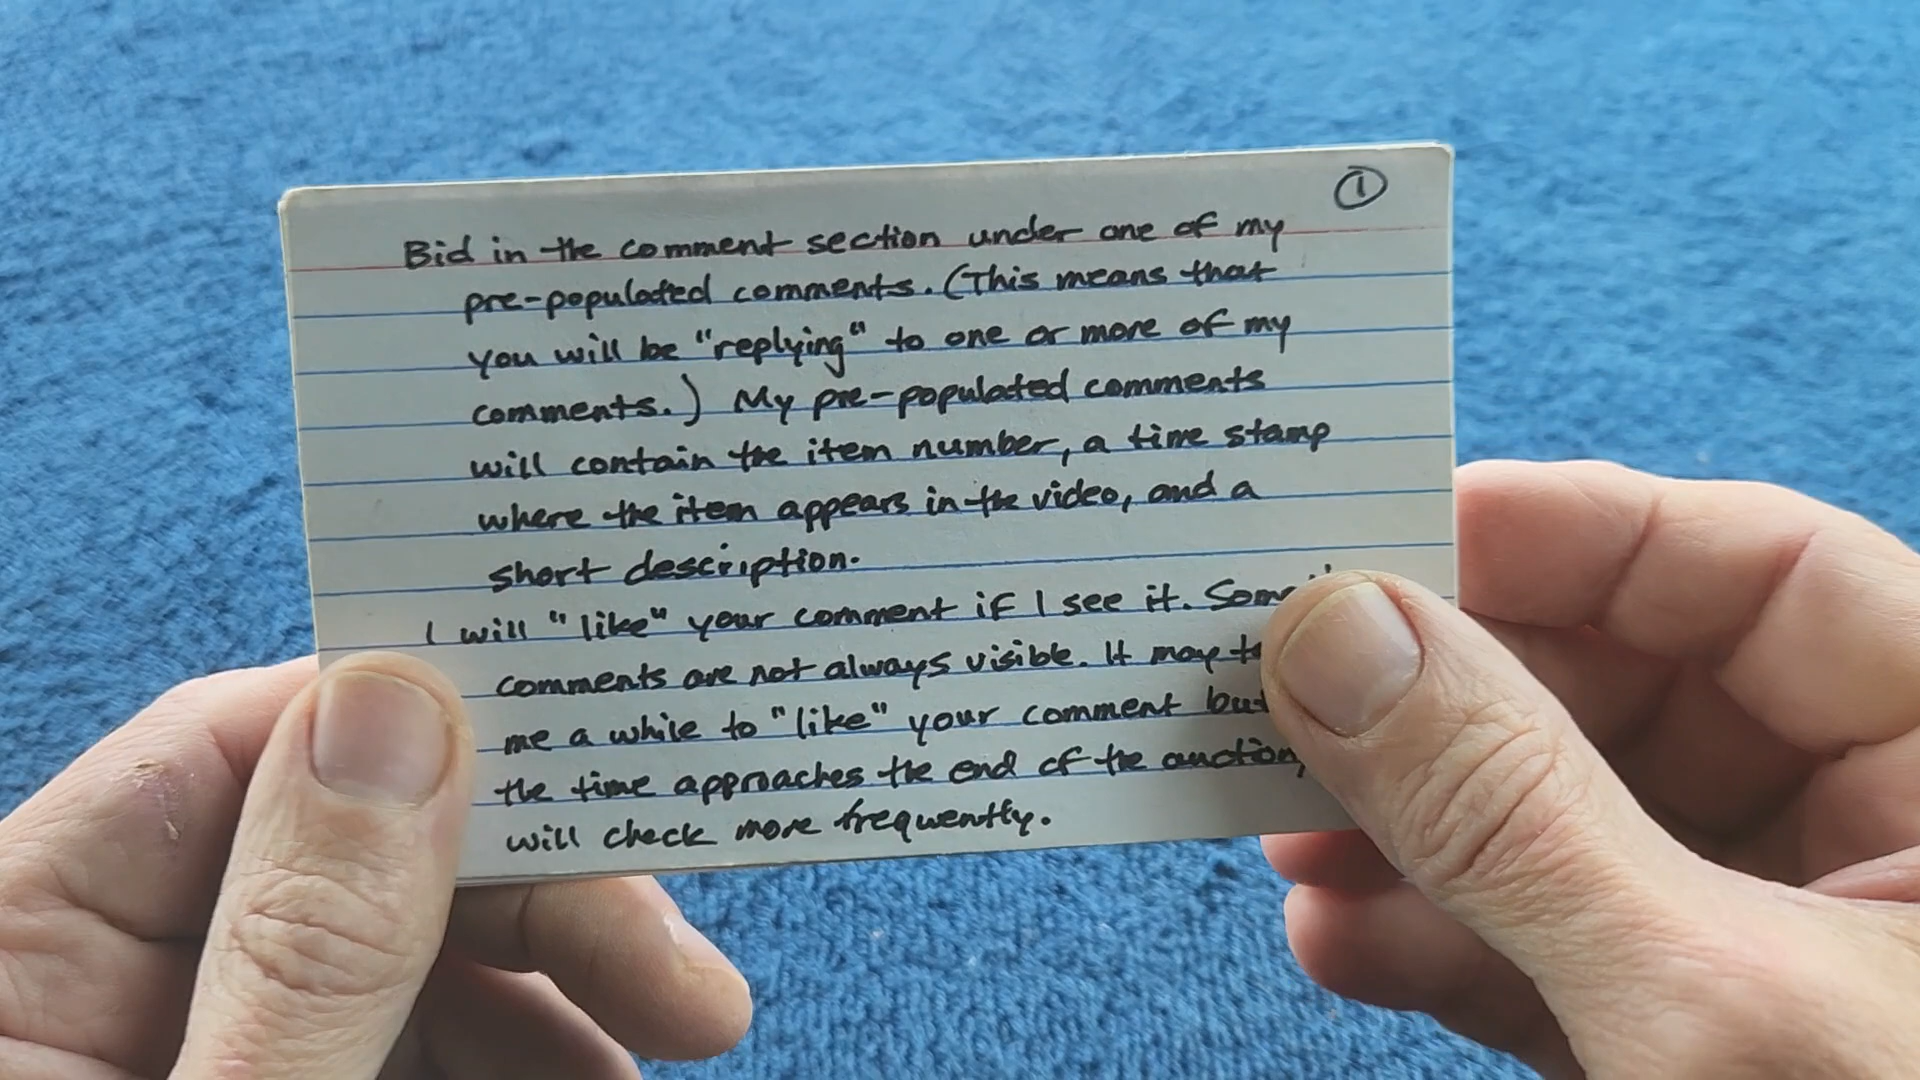 ①
Bid in the comment section under one of my
pre-populated comments. (This means that
you will be "replying" to one or more of my
comments.) My pre-populated comments
will contain the item number, a time stamp
where the item appears in the video, and a
short description.
I will "like" your comment if I see it.
comments are not always visible. It may
me a while to "like" your comment but
the time approaches the end of the auction,
will check more frequently.